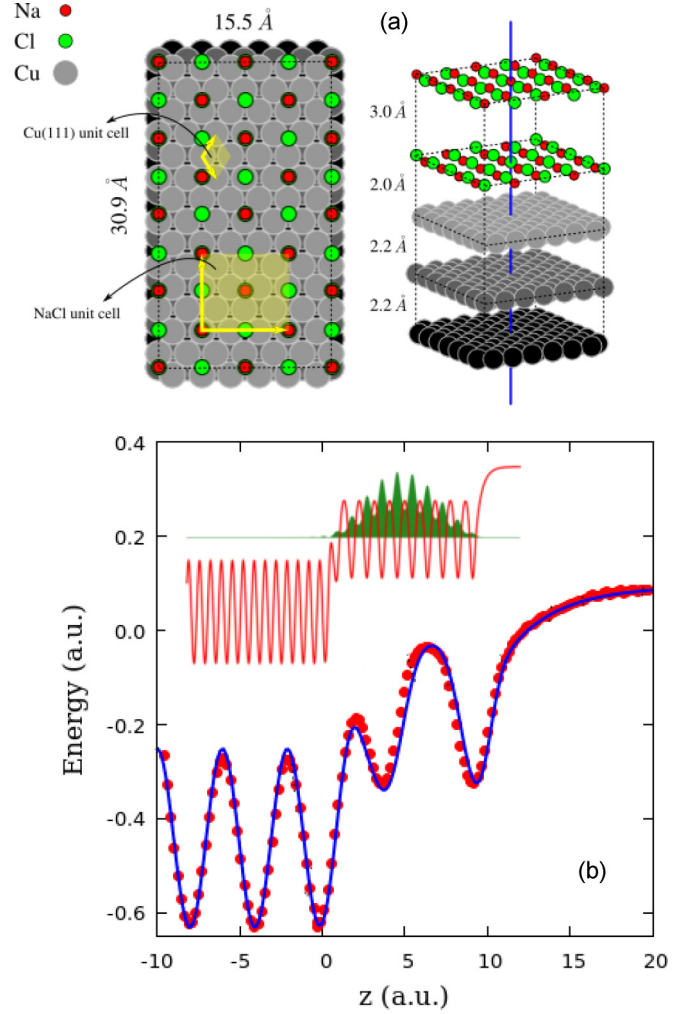 Na
Cl
Cu
15.5 Å
(a)
Cu(111) unit cell
30.9 Å
NaCl unit cell
3.0 Å
2.0 Å
2.2 Å
2.2 Å
0.4
0.2
0.0
-0.2
-0.4
-0.6
Energy (a.u.)
(b)
-10
-5
0
5
10
15
20
z (a.u.)